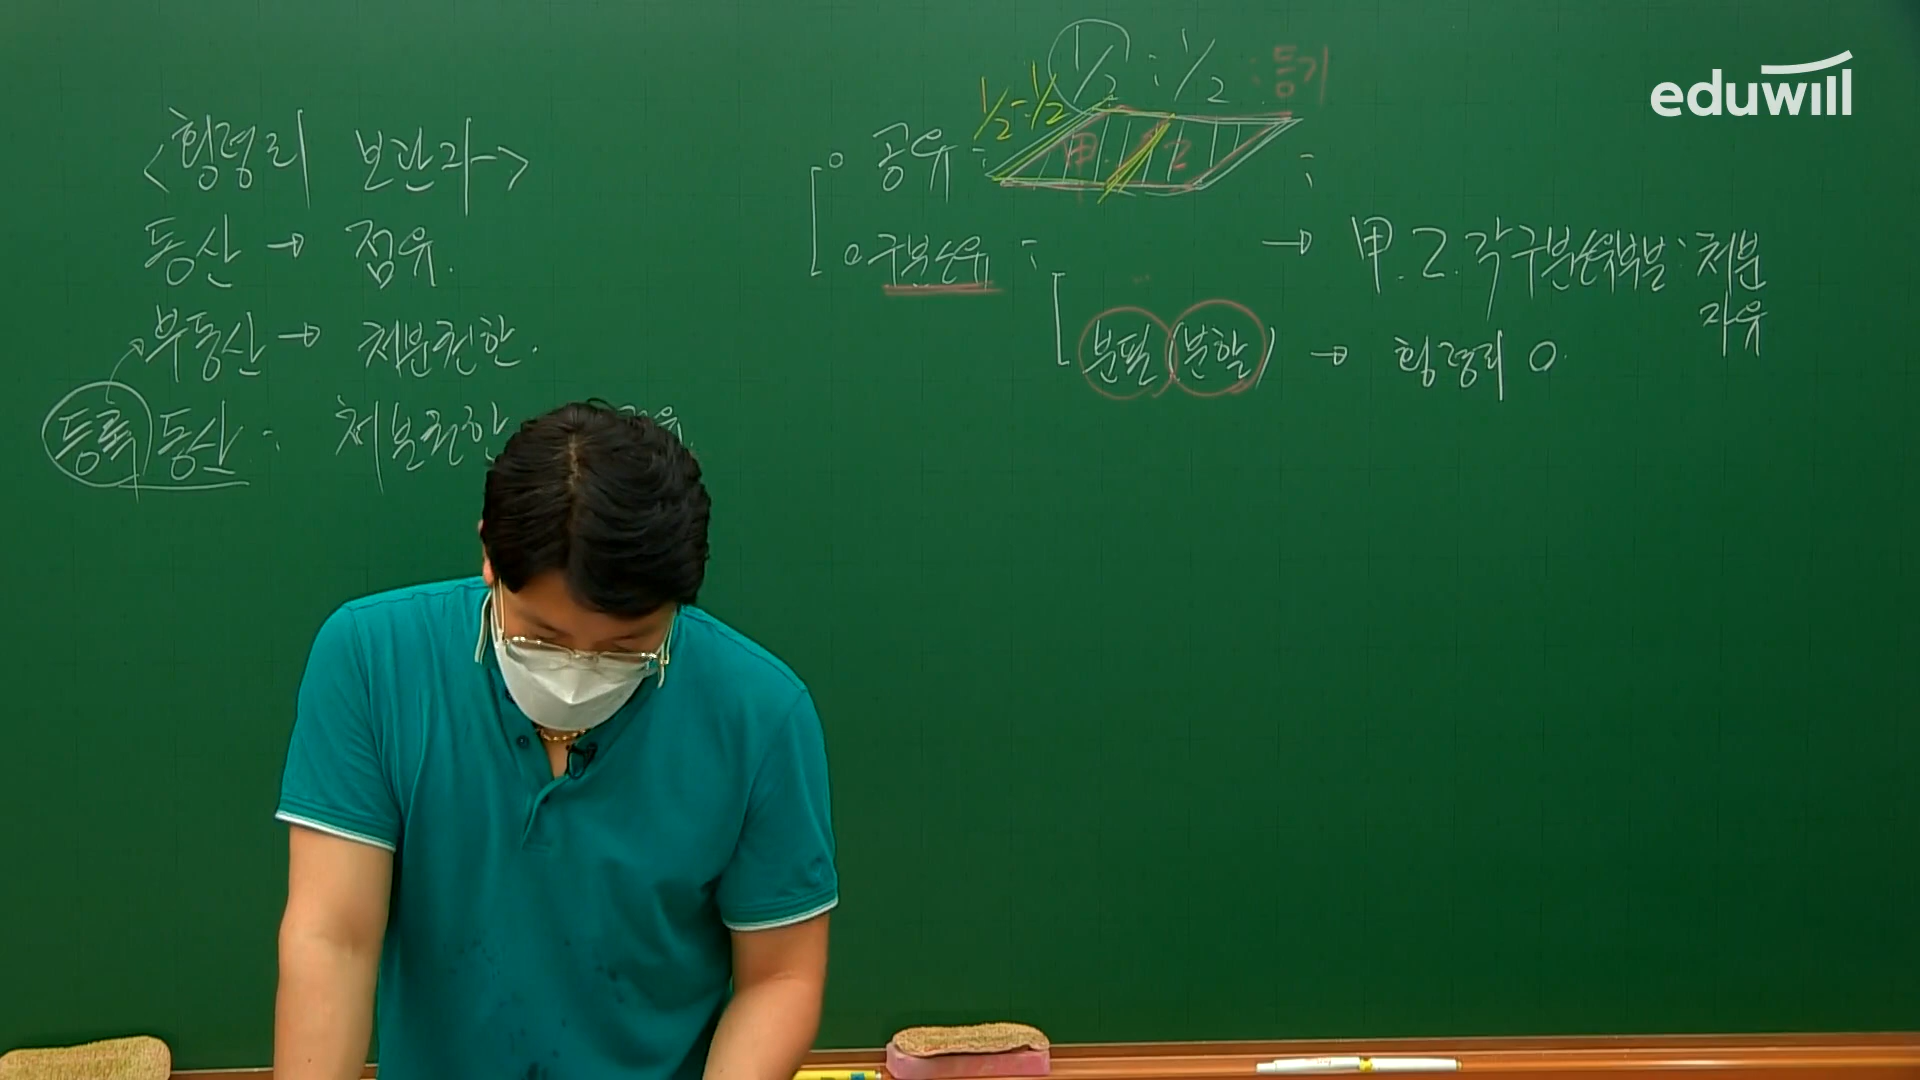 eduwill
<횡령죄 보관자>
동산 → 점유.
부동산 → 처분권한.
등록 동산 : 처분권한
1/2 : 1/2 : 등기
1/2 : 1/2
공유 : 甲 乙 :
구분소유 :
→ 甲. 乙. 각 구분소유부분 : 처분
자유
분필 (분할) → 횡령죄 O.